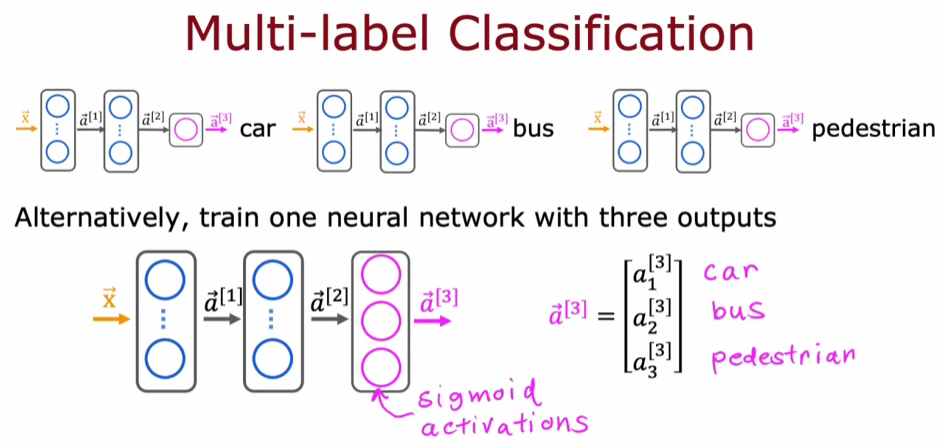 Multi-label Classification
x⃗ a⃗[1] a⃗[2] a⃗[3] car x⃗ a⃗[1] a⃗[2] a⃗[3] bus x⃗ a⃗[1] a⃗[2] a⃗[3] pedestrian
Alternatively, train one neural network with three outputs
x⃗ a⃗[1] a⃗[2] a⃗[3]
a⃗[3] =
a₁[3] car
a₂[3] bus
a₃[3] pedestrian
sigmoid
activations